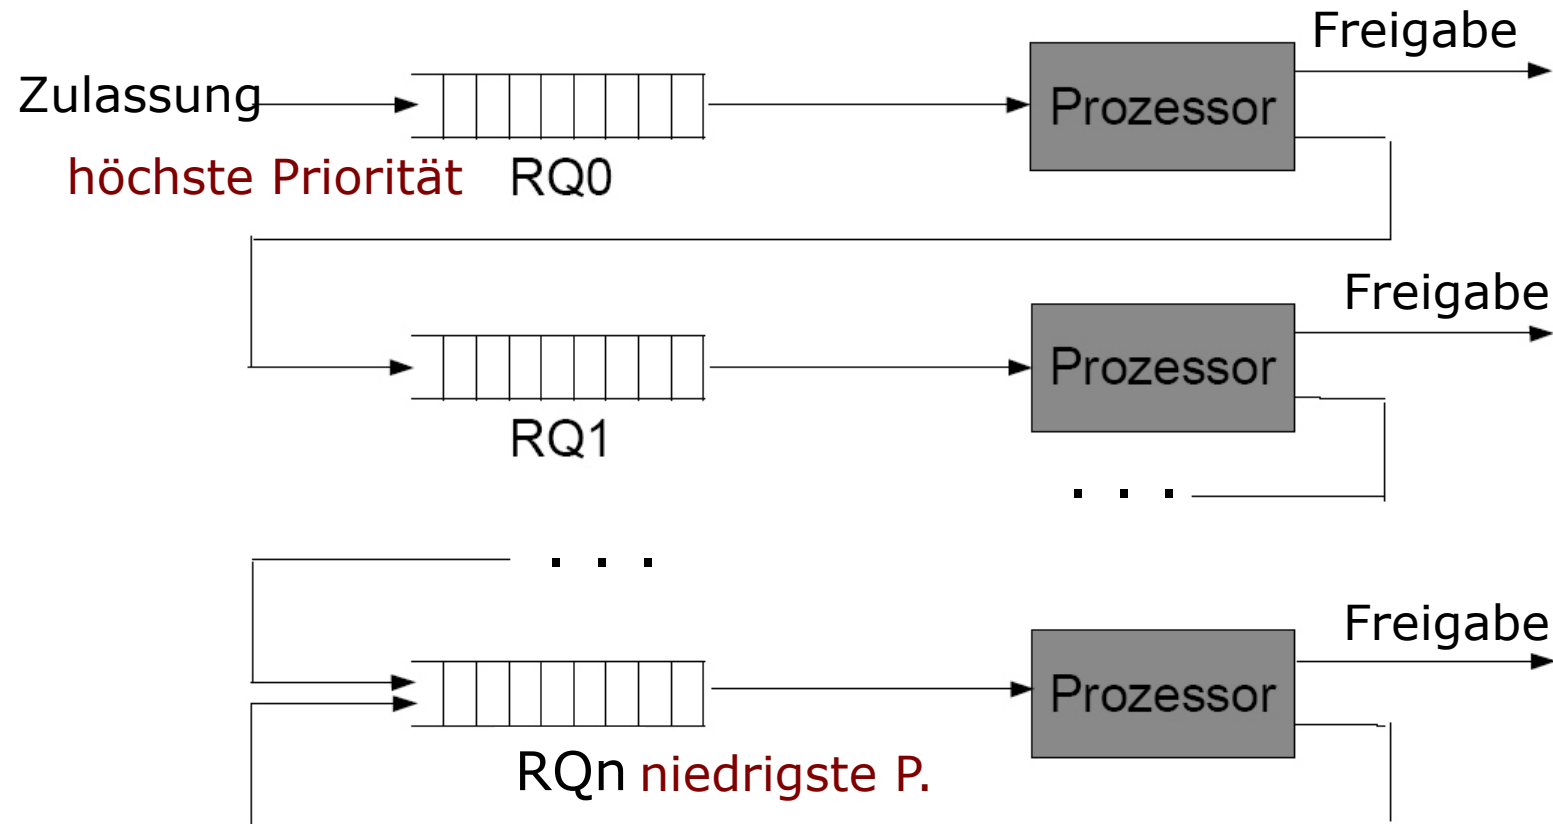 Freigabe
Zulassung
Prozessor
höchste Priorität RQ0
Freigabe
Prozessor
RQ1
. . .
. . .
Freigabe
Prozessor
RQn niedrigste P.